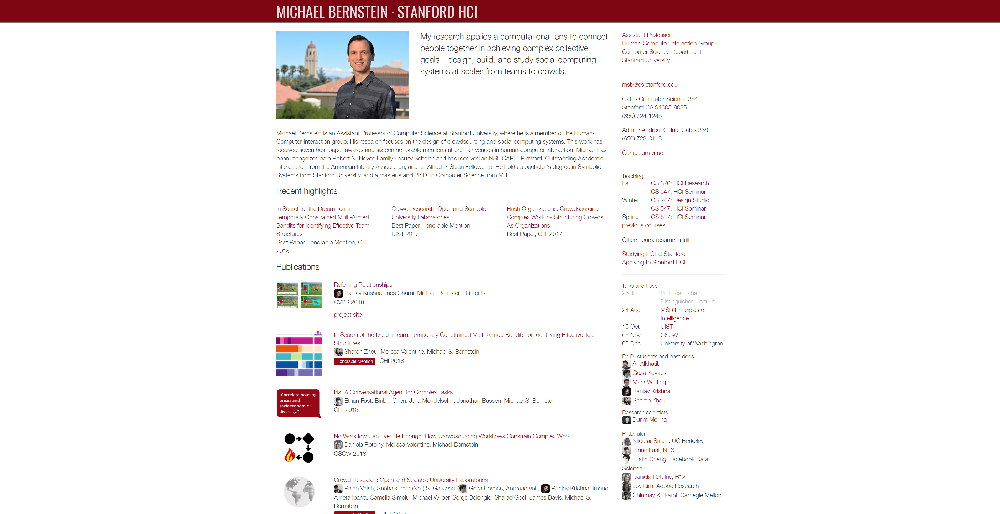 MICHAEL BERNSTEIN · STANFORD HCI
My research applies a computational lens to connect
people together in achieving complex collective
goals. I design, build, and study social computing
systems at scales from teams to crowds.
Michael Bernstein is an Assistant Professor of Computer Science at Stanford University, where he is a member of the Human-
Computer Interaction group. His research focuses on the design of crowdsourcing and social computing systems. This work has
received seven best paper awards and sixteen honorable mentions at premier venues in human-computer interaction. Michael has
been recognized as a Robert N. Noyce Family Faculty Scholar, and has received an NSF CAREER award, Outstanding Academic
Title citation from the American Library Association, and an Alfred P. Sloan Fellowship. He holds a bachelor's degree in Symbolic
Systems from Stanford University, and a master's and Ph.D. in Computer Science from MIT.
Recent highlights
In Search of the Dream Team:
Temporally Constrained Multi-Armed
Bandits for Identifying Effective Team
Structures
Best Paper Honorable Mention, CHI
2018
Crowd Research: Open and Scalable
University Laboratories
Best Paper Honorable Mention,
UIST 2017
Flash Organizations: Crowdsourcing
Complex Work by Structuring Crowds
As Organizations
Best Paper, CHI 2017
Publications
Input Output
Referring Relationships
Ranjay Krishna, Ines Chami, Michael Bernstein, Li Fei-Fei
CVPR 2018
project site
In Search of the Dream Team: Temporally Constrained Multi-Armed Bandits for Identifying Effective Team
Structures
Sharon Zhou, Melissa Valentine, Michael S. Bernstein
Honorable Mention CHI 2018
“Correlate housing
prices and
socioeconomic
diversity.”
Iris: A Conversational Agent for Complex Tasks
Ethan Fast, Binbin Chen, Julia Mendelsohn, Jonathan Bassen, Michael S. Bernstein
CHI 2018
No Workflow Can Ever Be Enough: How Crowdsourcing Workflows Constrain Complex Work
Daniela Retelny, Melissa Valentine, Michael Bernstein
CSCW 2018
Crowd Research: Open and Scalable University Laboratories
Rajan Vaish, Snehalkumar (Neil) S. Gaikwad, Geza Kovacs, Andreas Veit, Ranjay Krishna, Imanol
Arrieta Ibarra, Camelia Simoiu, Michael Wilber, Serge Belongie, Sharad Goel, James Davis, Michael S.
Bernstein
Honorable Mention UIST 2017
Assistant Professor
Human-Computer Interaction Group
Computer Science Department
Stanford University
msb@cs.stanford.edu
Gates Computer Science 384
Stanford CA 94305-9035
(650) 724-1248
Admin: Andrea Kuduk, Gates 368
(650) 723-3118
Curriculum vitae
Teaching
Fall CS 376: HCI Research
CS 547: HCI Seminar
Winter CS 247: Design Studio
CS 547: HCI Seminar
Spring CS 547: HCI Seminar
previous courses
Office hours: resume in fall
Studying HCI at Stanford
Applying to Stanford HCI
Talks and travel
26 Jul Pinterest Labs
Distinguished Lecture
24 Aug MSR Principles of
Intelligence
15 Oct UIST
05 Nov CSCW
05 Dec University of Washington
Ph.D. students and post-docs
Ali Alkhatib
Geza Kovacs
Mark Whiting
Ranjay Krishna
Sharon Zhou
Research scientists
Durim Morina
Ph.D. alumni
Niloufar Salehi, UC Berkeley
Ethan Fast, NEX
Justin Cheng, Facebook Data
Science
Daniela Retelny, B12
Joy Kim, Adobe Research
Chinmay Kulkarni, Carnegie Mellon